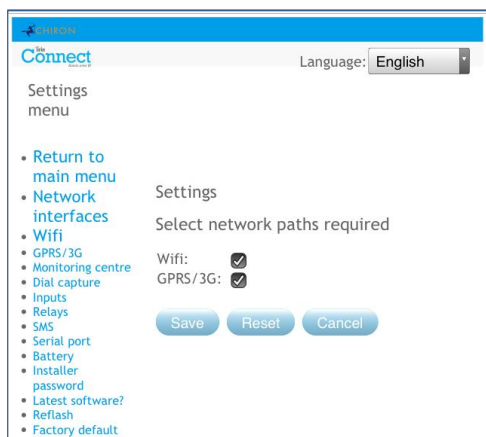 CHIRON
Iris
Connect
Language: English
Settings
menu
Return to
main menu
Network
interfaces
Wifi
GPRS/3G
Monitoring centre
Dial capture
Inputs
Relays
SMS
Serial port
Battery
Installer
password
Latest software?
Reflash
Factory default
Settings
Select network paths required
Wifi:
GPRS/3G:
Save Reset Cancel